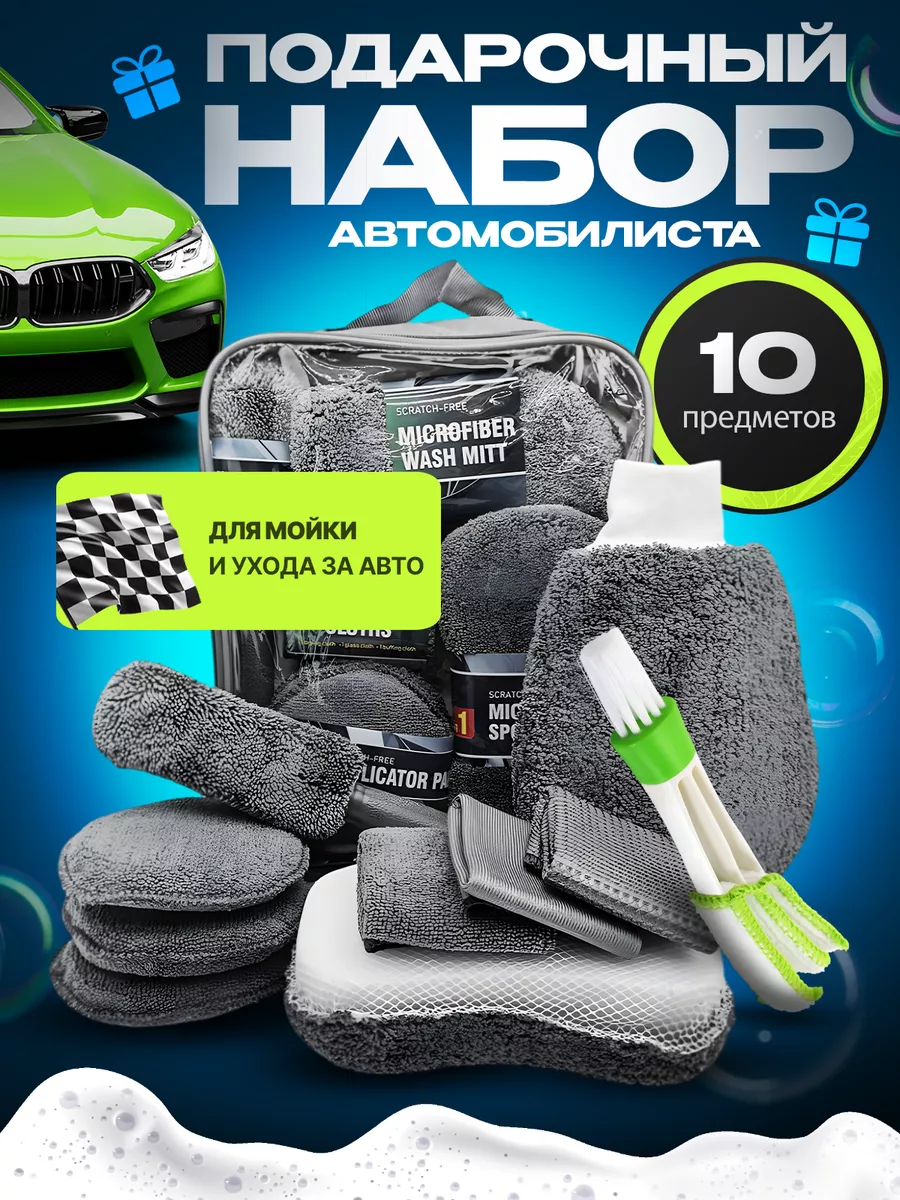 ПОДАРОЧНЫЙ
НАБОР
АВТОМОБИЛИСТА
10
предметов
SCRATCH-FREE
MICROFIBER
WASH MITT
ДЛЯ МОЙКИ
И УХОДА ЗА АВТО